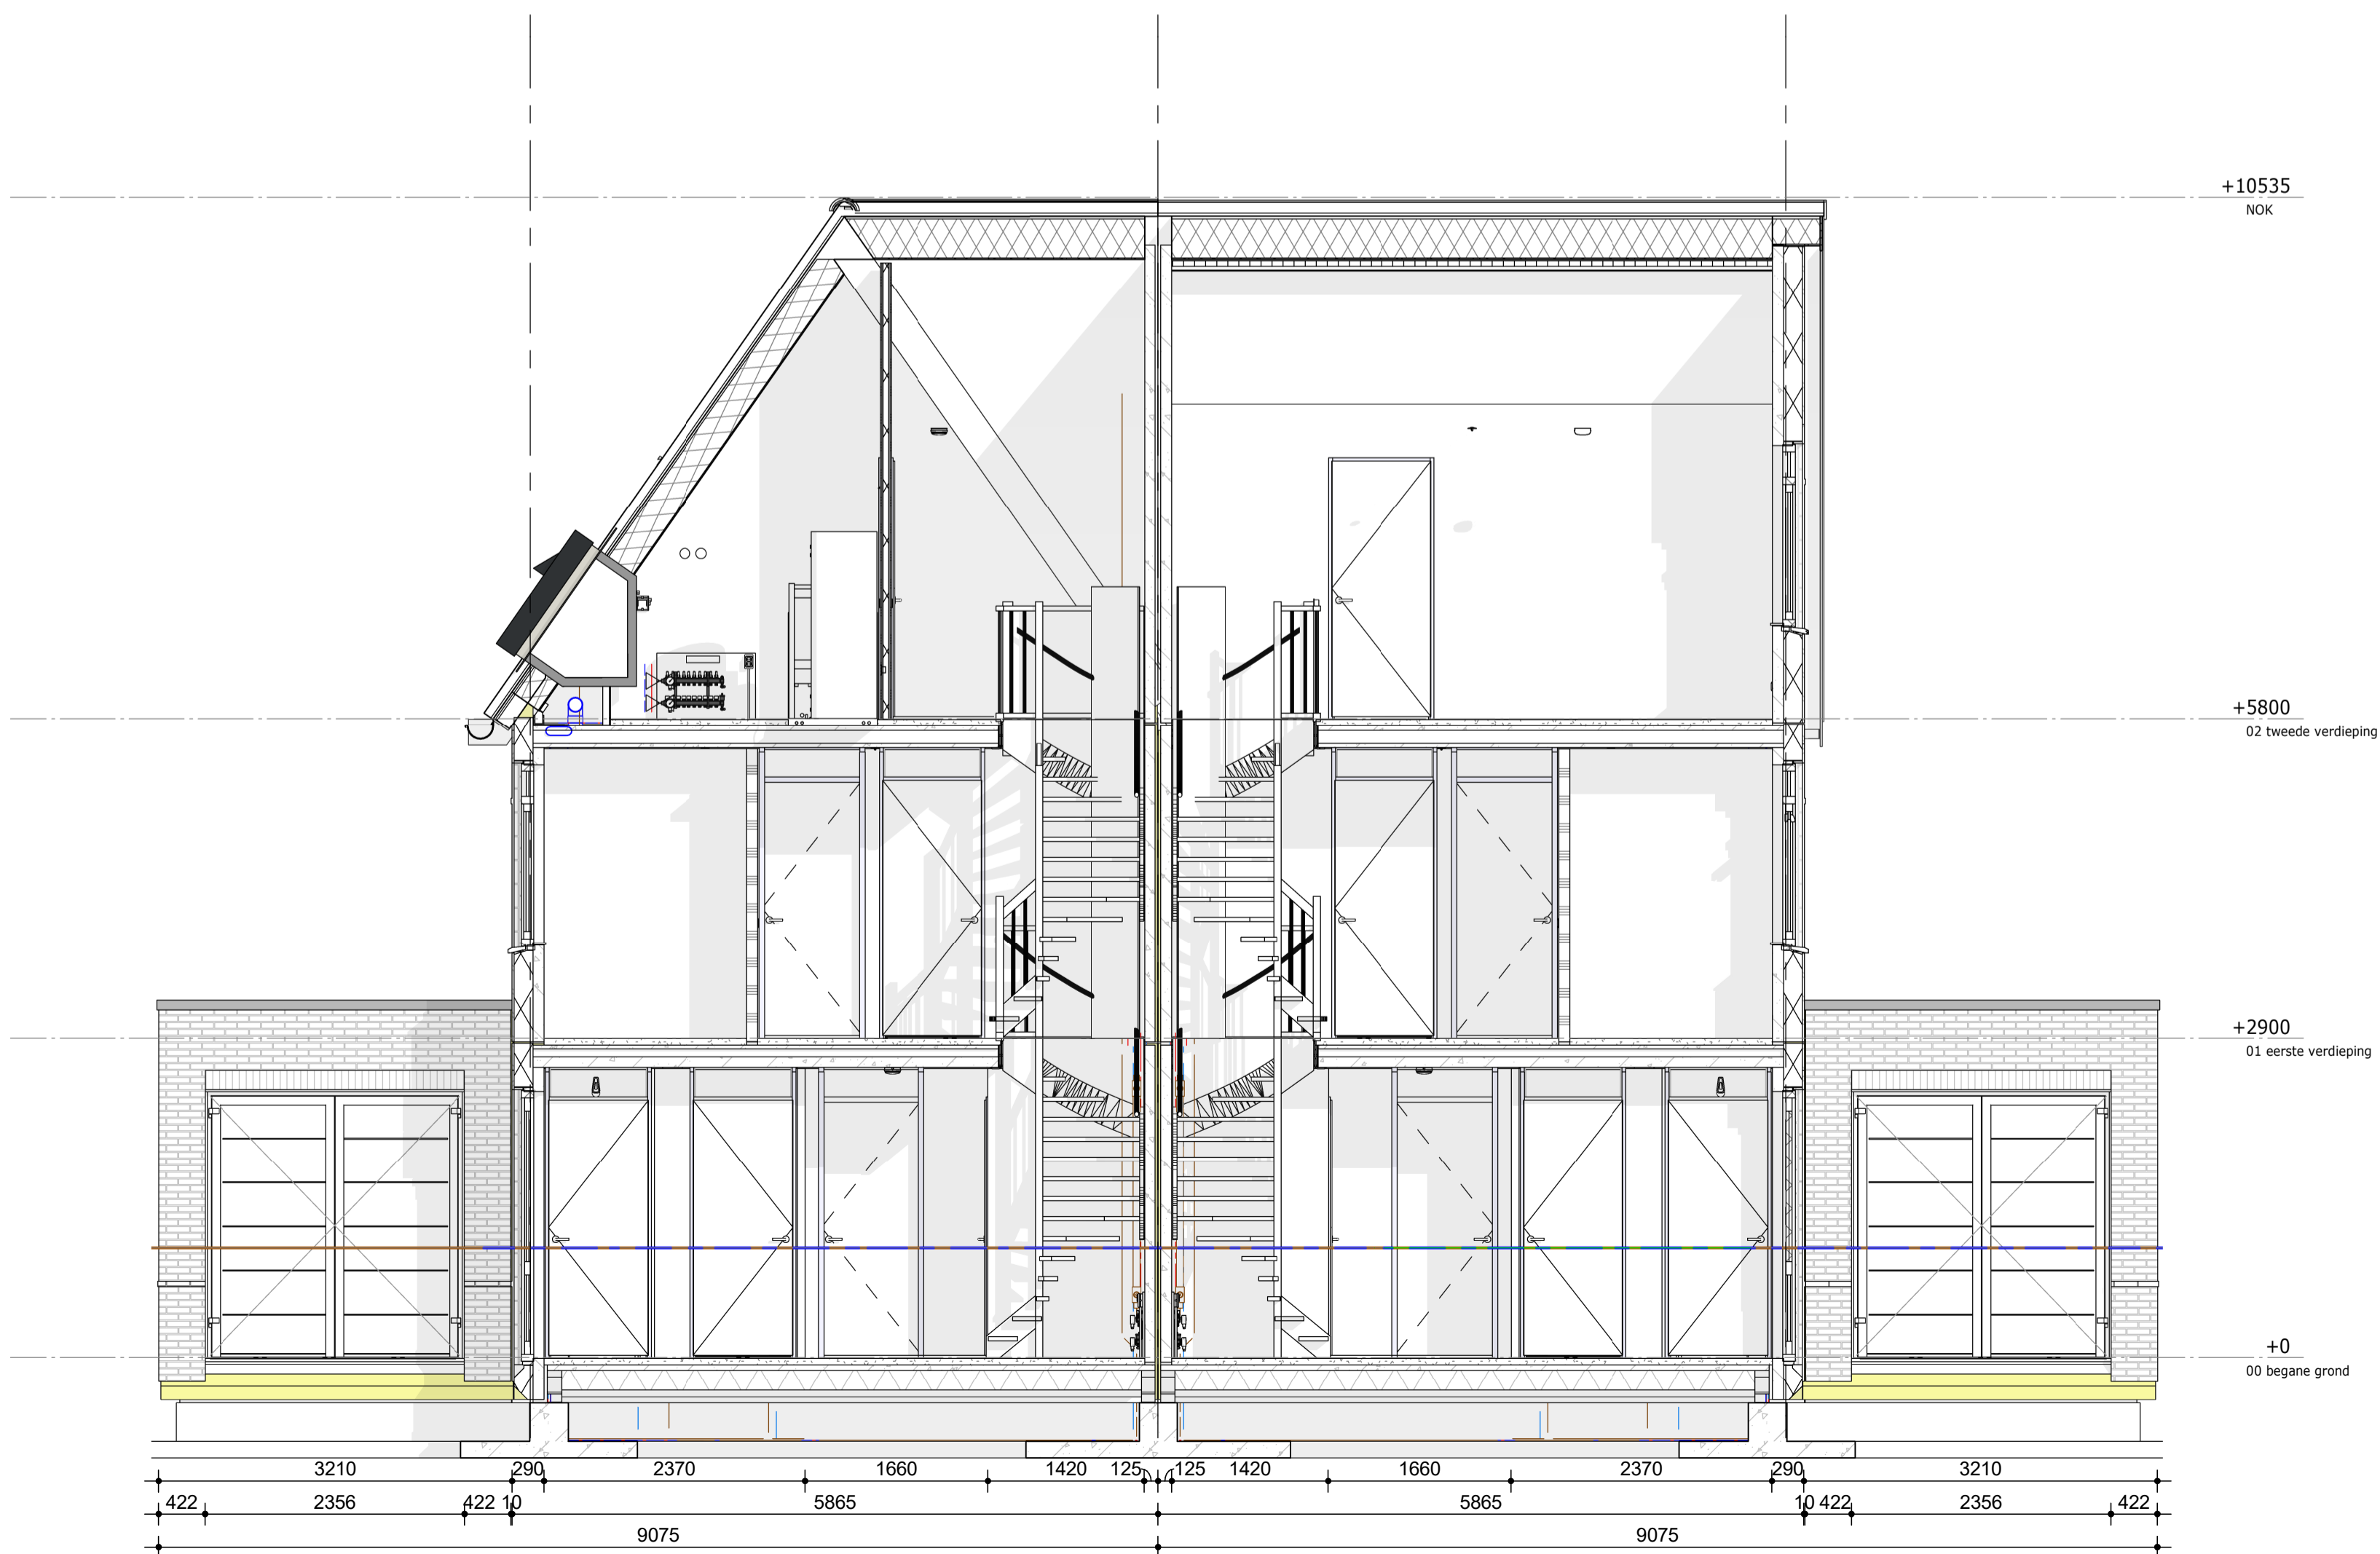 +10535
NOK
+5800
02 tweede verdieping
+2900
01 eerste verdieping
+0
00 begane grond
3210 290 2370 1660 1420 125 125 1420 1660 2370 290 3210
422 2356 422 10 5865 5865 10 422 2356 422
9075 9075